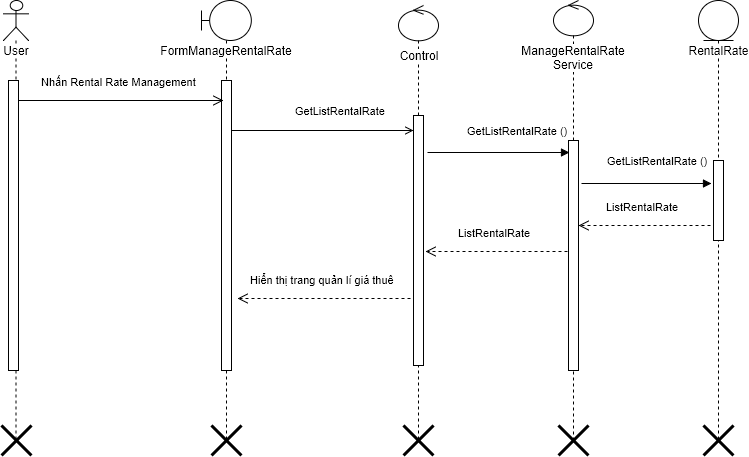 User
FormManageRentalRate
Control
ManageRentalRate
Service
RentalRate
Nhấn Rental Rate Management
GetListRentalRate
GetListRentalRate ()
GetListRentalRate ()
ListRentalRate
ListRentalRate
Hiển thị trang quản lí giá thuê